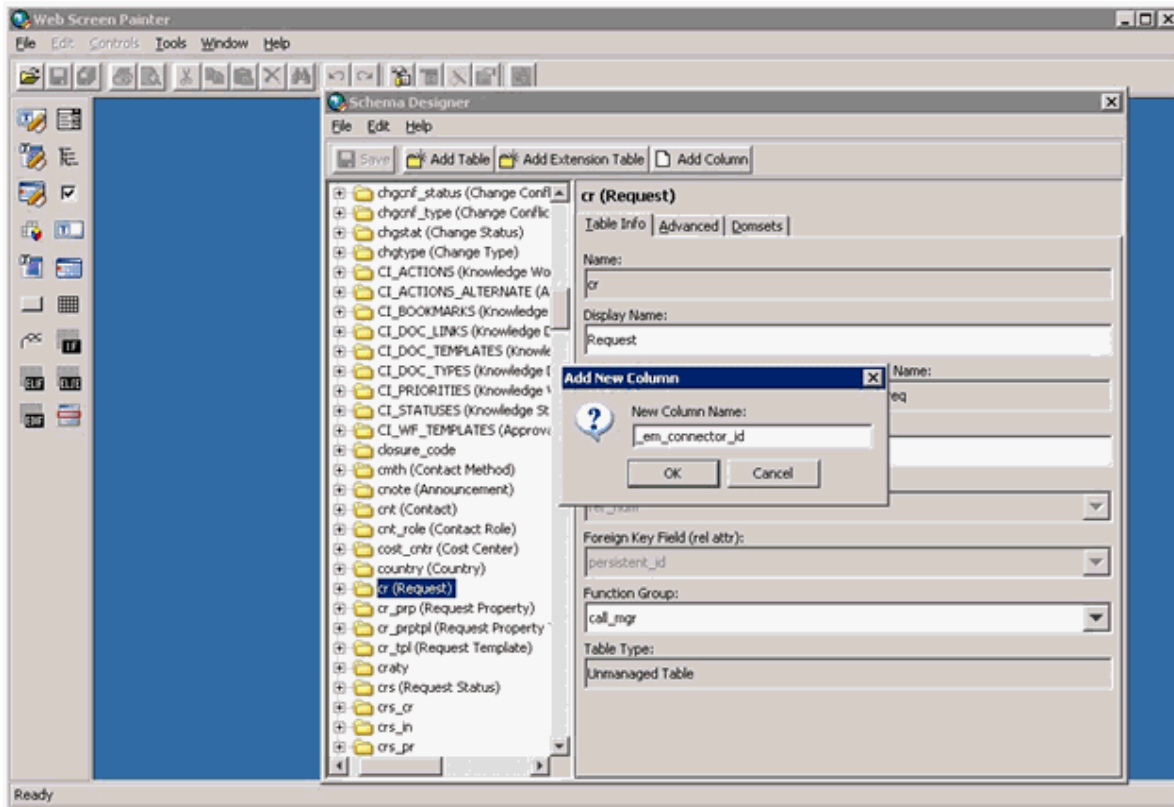 Web Screen Painter
File Edit Controls Tools Window Help
Schema Designer
File Edit Help
Save Add Table Add Extension Table Add Column
chgcnf_status (Change Confl
chgcnf_type (Change Conflic
chgstat (Change Status)
chgtype (Change Type)
CI_ACTIONS (Knowledge Wo
CI_ACTIONS_ALTERNATE (A
CI_BOOKMARKS (Knowledge
CI_DOC_LINKS (Knowledge D
CI_DOC_TEMPLATES (Knowle
CI_DOC_TYPES (Knowledge
CI_PRIORITIES (Knowledge
CI_STATUSES (Knowledge St
CI_WF_TEMPLATES (Approva
closure_code
cmth (Contact Method)
cnote (Announcement)
cnt (Contact)
cnt_role (Contact Role)
cost_cntr (Cost Center)
country (Country)
cr (Request)
cr_prp (Request Property)
cr_prptpl (Request Property
cr_tpl (Request Template)
craty
crs (Request Status)
crs_cr
crs_in
crs_pr
cr (Request)
Table Info Advanced Domsets
Name:
cr
Display Name:
Request
Name:
req
Add New Column
New Column Name:
_em_connector_id
OK Cancel
ref_num
Foreign Key Field (rel attr):
persistent_id
Function Group:
call_mgr
Table Type:
Unmanaged Table
Ready
IIF
ELIF ELSE